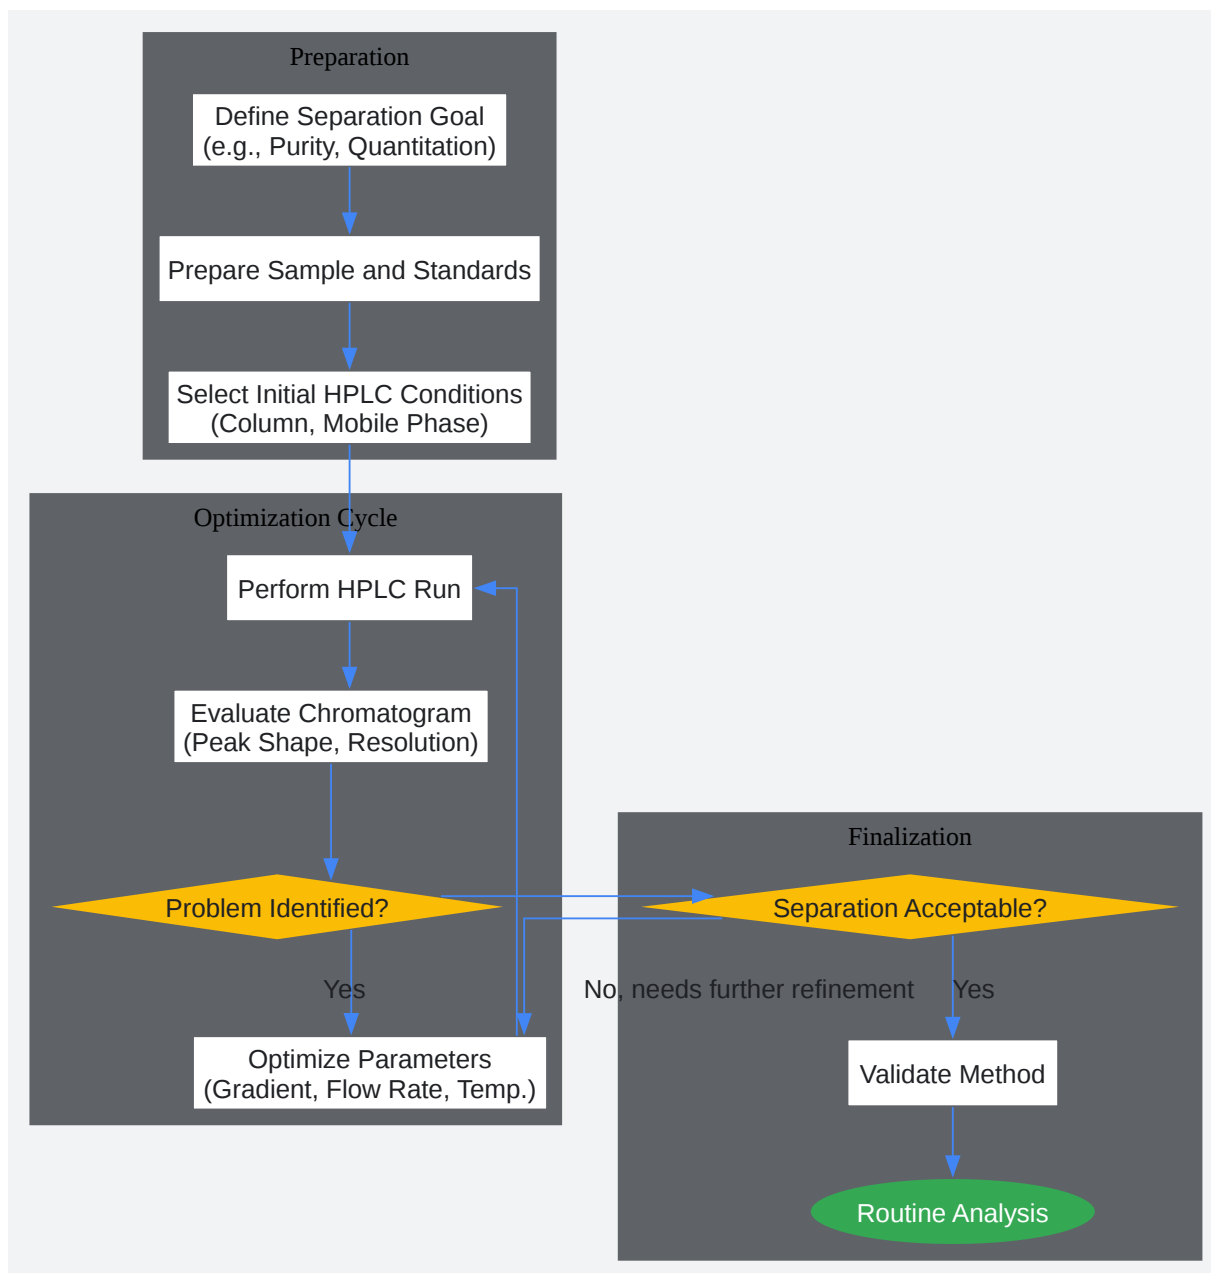 Preparation
Define Separation Goal
(e.g., Purity, Quantitation)
Prepare Sample and Standards
Select Initial HPLC Conditions
(Column, Mobile Phase)
Optimization Cycle
Perform HPLC Run
Evaluate Chromatogram
(Peak Shape, Resolution)
Problem Identified?
Yes
Optimize Parameters
(Gradient, Flow Rate, Temp.)
Finalization
Separation Acceptable?
No, needs further refinement
Yes
Validate Method
Routine Analysis